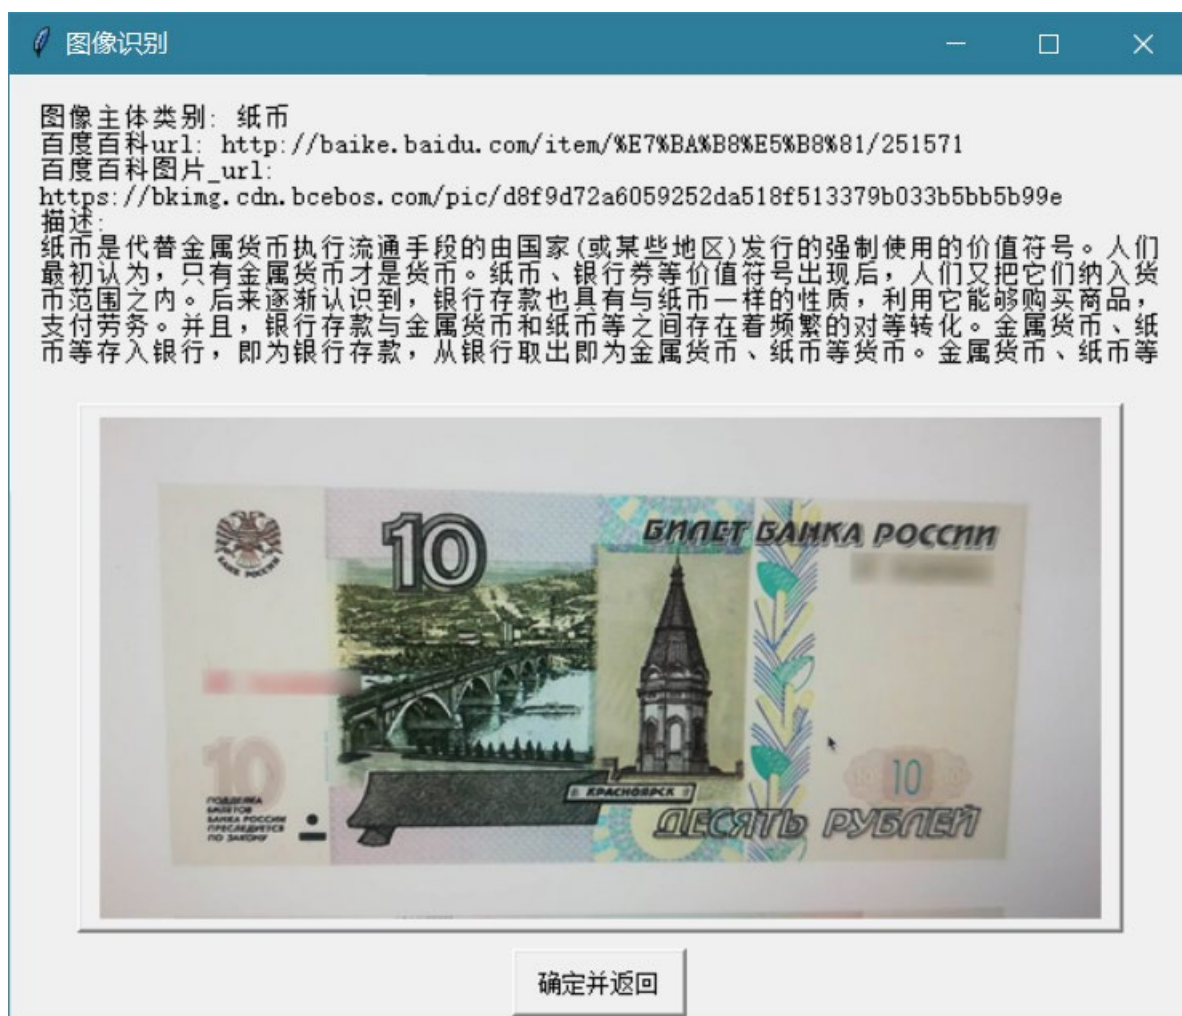 图像识别
图像主体类别: 纸币
百度百科url: http://baike.baidu.com/item/%E7%BA%B8%E5%B8%81/251571
百度百科图片_url:
https://bkimg.cdn.bcebos.com/pic/d8f9d72a6059252da518f513379b033b5bb5b99e
描述:
纸币是代替金属货币执行流通手段的由国家(或某些地区)发行的强制使用的价值符号。人们
最初认为，只有金属货币才是货币。纸币、银行券等价值符号出现后，人们又把它们纳入货
币范围之内。后来逐渐认识到，银行存款也具有与纸币一样的性质，利用它能够购买商品，
支付劳务。并且，银行存款与金属货币和纸币等之间存在着频繁的对等转化。金属货币、纸
币等存入银行，即为银行存款，从银行取出即为金属货币、纸币等货币。金属货币、纸币等
10
БИЛЕТ БАНКА РОССИИ
БАНК РОССИИ
10
ПОДДЕЛКА
БИЛЕТОВ
БАНКА РОССИИ
ПРЕСЛЕДУЕТСЯ
ПО ЗАКОНУ
КРАСНОЯРСК
10
ДЕСЯТЬ РУБЛЕЙ
确定并返回